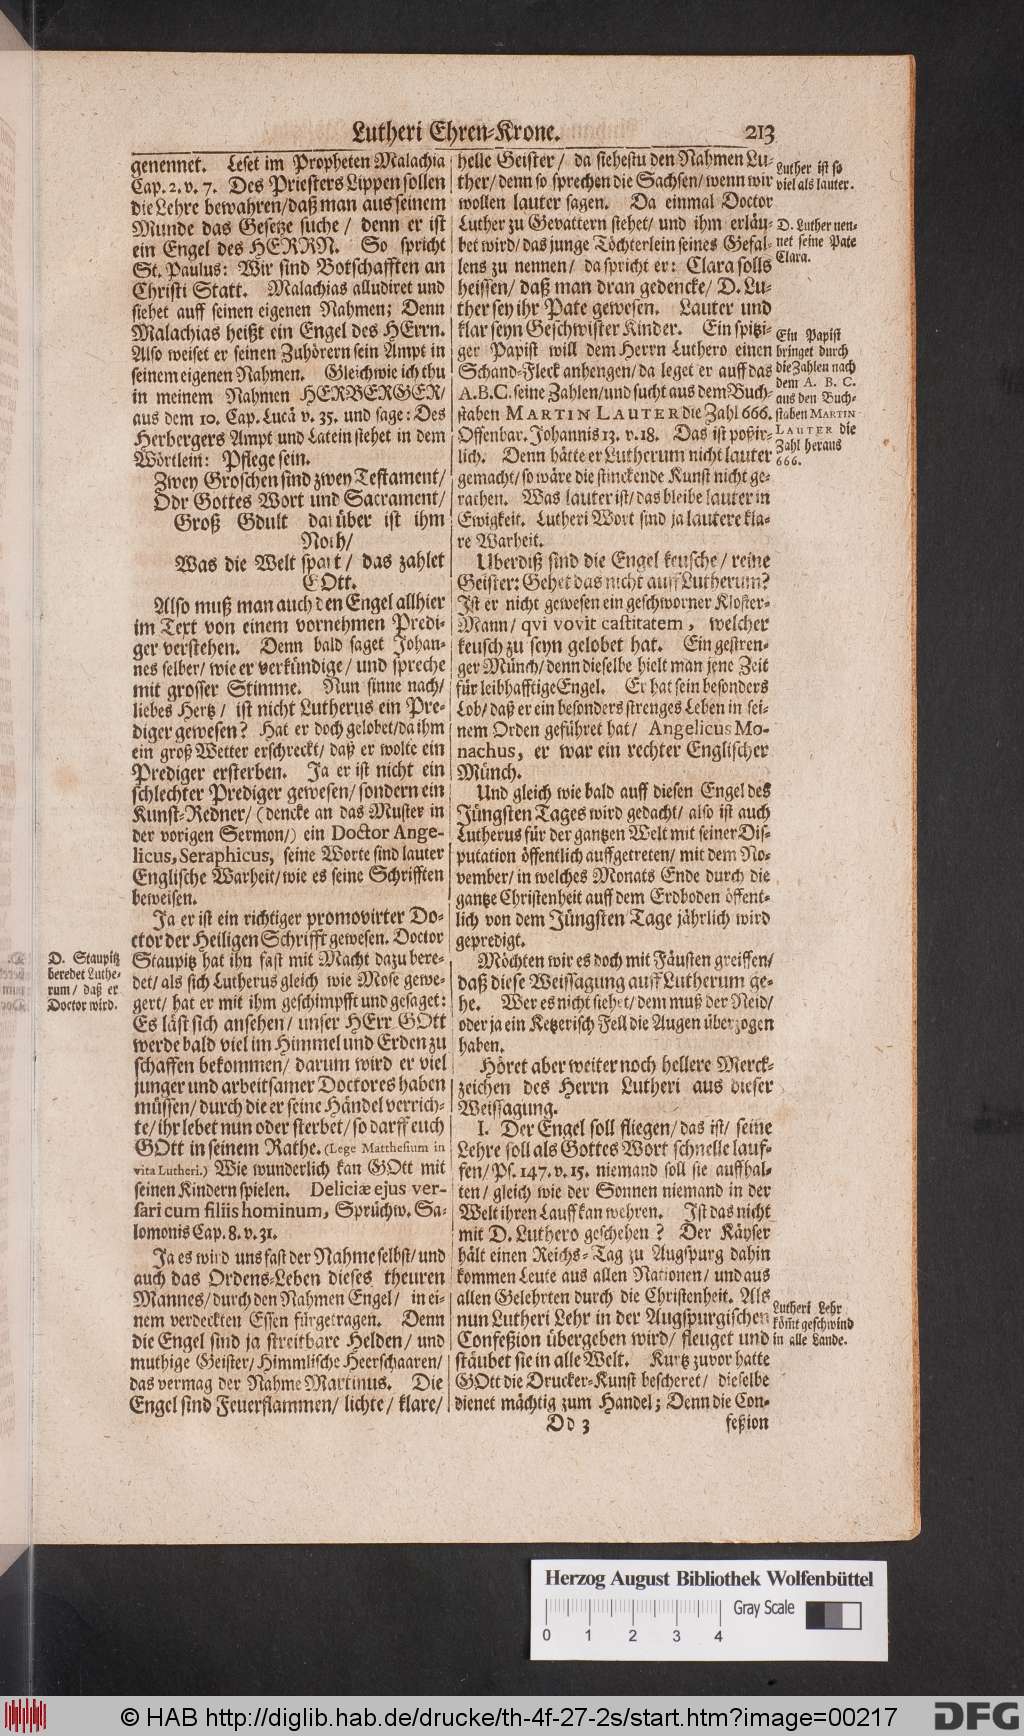 Lutheri Ehren-Krone. 213
genennet. Leset im Propheten Malachia
Cap. 2. v. 7. Des Priesters Lippen sollen
die Lehre bewahren/ daß man aus seinem
Munde das Gesetze suche/ denn er ist
ein Engel des HERRN. So spricht
St. Paulus: Wir sind Botschafften an
Christi Statt. Malachias alludiret und
siehet auff seinen eigenen Nahmen; Denn
Malachias heißt ein Engel des HErrn.
Also weiset er seinen Zuhörern sein Ampt in
seinem eigenen Nahmen. Gleich wie ich thu
in meinem Nahmen HERBERGER/
aus dem 10. Cap. Lucä v. 35. und sage: Des
Herbergers Ampt und Latein stehet in dem
Wörtlein: Pflege sein.
Zwey Groschen sind zwey Testament/
Odr Gottes Wort und Sacrament/
Groß Gdult darüber ist ihm
Noth/
Was die Welt spart/ das zahlet
GOtt.
Also muß man auch den Engel allhier
im Text von einem vornehmen Predi-
ger verstehen. Denn bald saget Johan-
nes selber/ wie er verkündige/ und spreche
mit grosser Stimme. Nun sinne nach/
liebes Hertz/ ist nicht Lutherus ein Pre-
diger gewesen? Hat er doch gelobet/ da ihm
ein groß Wetter erschreckt/ daß er wolte ein
Prediger ersterben. Ja er ist nicht ein
schlechter Prediger gewesen/ sondern ein
Kunst-Redner/ (dencke an das Muster in
der vorigen Sermon/) ein Doctor Ange-
licus, Seraphicus, seine Worte sind lauter
Englische Warheit/ wie es seine Schrifften
beweisen.
Ja er ist ein richtiger promovirter Do-
ctor der Heiligen Schrifft gewesen. Doctor
Staupitz hat ihn fast mit Macht dazu bere-
det/ als sich Lutherus gleich wie Mose gewe-
gert/ hat er mit ihm geschimpfft und gesaget:
Es läst sich ansehen/ unser HErr GOtt
werde bald viel im Himmel und Erden zu
schaffen bekommen/ darum wird er viel
junger und arbeitsamer Doctores haben
müssen/ durch die er seine Händel verrich-
te/ ihr lebet nun oder sterbet/ so darff euch
GOtt in seinem Rathe. (Lege Matthesium in
vita Lutheri.) Wie wunderlich kan GOtt mit
seinen Kindern spielen. Deliciæ ejus ver-
sari cum filiis hominum, Sprüchw. Sa-
lomonis Cap. 8. v. 31.
Ja es wird uns fast der Nahme selbst/ und
auch das Ordens-Leben dieses theuren
Mannes/ durch den Nahmen Engel/ in ei-
nem verdeckten Essen fürgetragen. Denn
die Engel sind ja streitbare Helden/ und
muthige Geister/ Himmlische Heerschaaren/
das vermag der Nahme Martinus. Die
Engel sind Feuerflammen/ lichte/ klare/
D. Staupitz
beredet Luthe-
rum/ daß er
Doctor wird.
helle Geister/ da siehestu den Nahmen Lu-
ther/ denn so sprechen die Sachsen/ wenn wir
wollen lauter sagen. Da einmal Doctor
Luther zu Gevattern stehet/ und ihm erläu-
bet wird/ das junge Töchterlein seines Gefal-
lens zu nennen/ da spricht er: Clara solls
heissen/ daß man dran gedencke/ D. Lu-
ther sey ihr Pate gewesen. Lauter und
klar seyn Geschwister Kinder. Ein spitzi-
ger Papist will dem Herrn Luthero einen
Schand-Fleck anhengen/ da leget er auff das
A.B.C. seine Zahlen/ und sucht aus dem Buch-
staben MARTIN LAUTER die Zahl 666.
Offenbar. Johannis 13. v. 18. Das ist poßir-
lich. Denn hätte er Lutherum nicht lauter
gemacht/ so wäre die stinckende Kunst nicht ge-
rathen. Was lauter ist/ das bleibe lauter in
Ewigkeit. Lutheri Wort sind ja lautere kla-
re Warheit.
Uberdiß sind die Engel keusche/ reine
Geister: Gehet das nicht auff Lutherum?
Ist er nicht gewesen ein geschworner Kloster-
Mann/ qvi vovit castitatem, welcher
keusch zu seyn gelobet hat. Ein gestren-
ger Münch/ denn dieselbe hielt man jene Zeit
für leibhafftige Engel. Er hat sein besonders
Lob/ daß er ein besonders strenges Leben in sei-
nem Orden geführet hat/ Angelicus Mo-
nachus, er war ein rechter Englischer
Münch.
Und gleich wie bald auff diesen Engel des
Jüngsten Tages wird gedacht/ also ist auch
Lutherus für der gantzen Welt mit seiner Dis-
putation öffentlich auffgetreten/ mit dem No-
vember/ in welches Monats Ende durch die
gantze Christenheit auff dem Erdboden öffent-
lich von dem Jüngsten Tage jährlich wird
gepredigt.
Möchten wir es doch mit Fäusten greiffen/
daß diese Weissagung auff Lutherum ge-
he. Wer es nicht siehet/ dem muß der Neid/
oder ja ein Ketzerisch Fell die Augen überzogen
haben.
Höret aber weiter noch hellere Merck-
zeichen des Herrn Lutheri aus dieser
Weissagung.
I. Der Engel soll fliegen/ das ist/ seine
Lehre soll als Gottes Wort schnelle lauf-
fen/ Ps. 147. v. 15. niemand soll sie auffhal-
ten/ gleich wie der Sonnen niemand in der
Welt ihren Lauff kan wehren. Ist das nicht
mit D. Luthero geschehen? Der Käyser
hält einen Reichs-Tag zu Augspurg dahin
kommen Leute aus allen Nationen/ und aus
allen Gelehrten durch die Christenheit. Als
nun Lutheri Lehr in der Augspurgischen
Confeßion übergeben wird/ fleuget und
stäubet sie in alle Welt. Kurtz zuvor hatte
GOtt die Drucker-Kunst bescheret/ dieselbe
dienet mächtig zum Handel; Denn die Con-
Dd 3 feßion
Luther ist so
viel als lauter.
D. Luther nen-
net seine Pate
Clara.
Ein Papist
bringet durch
die Zahlen nach
dem A. B. C.
aus den Buch-
staben MARTIN
LAUTER die
Zahl heraus
666.
Lutheri Lehr
kömt geschwind
in alle Lande.
Herzog August Bibliothek Wolfenbüttel
Gray Scale
0 1 2 3 4
© HAB http://diglib.hab.de/drucke/th-4f-27-2s/start.htm?image=00217
DFG